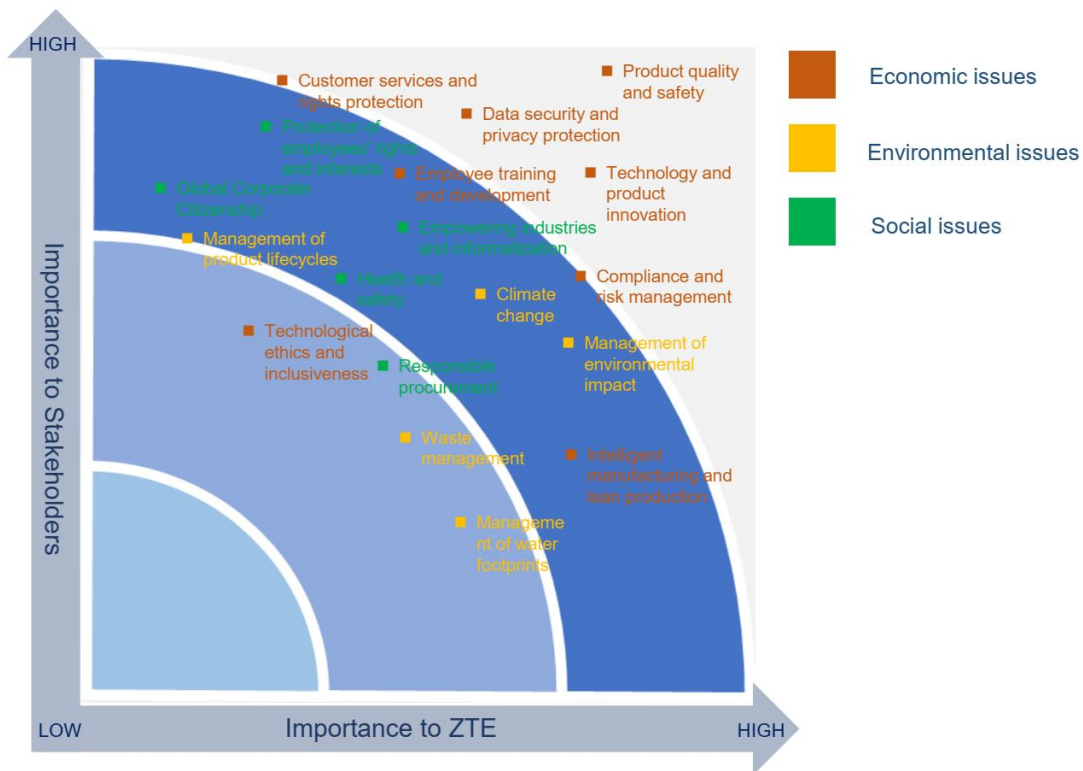 HIGH
Customer services and
rights protection
Product quality
and safety
Data security and
privacy protection
Protection of
employees' rights
and interests
Employee training
and development
Technology and
product
innovation
Global Corporate
Citizenship
Empowering industries
and informatization
Management of
product lifecycles
Health and
safety
Climate
change
Compliance and
risk management
Technological
ethics and
inclusiveness
Responsible
procurement
Management of
environmental
impact
Waste
management
Intelligent
manufacturing and
lean production
Manageme
nt of water
footprints
Importance to Stakeholders
LOW
Importance to ZTE
HIGH
Economic issues
Environmental issues
Social issues